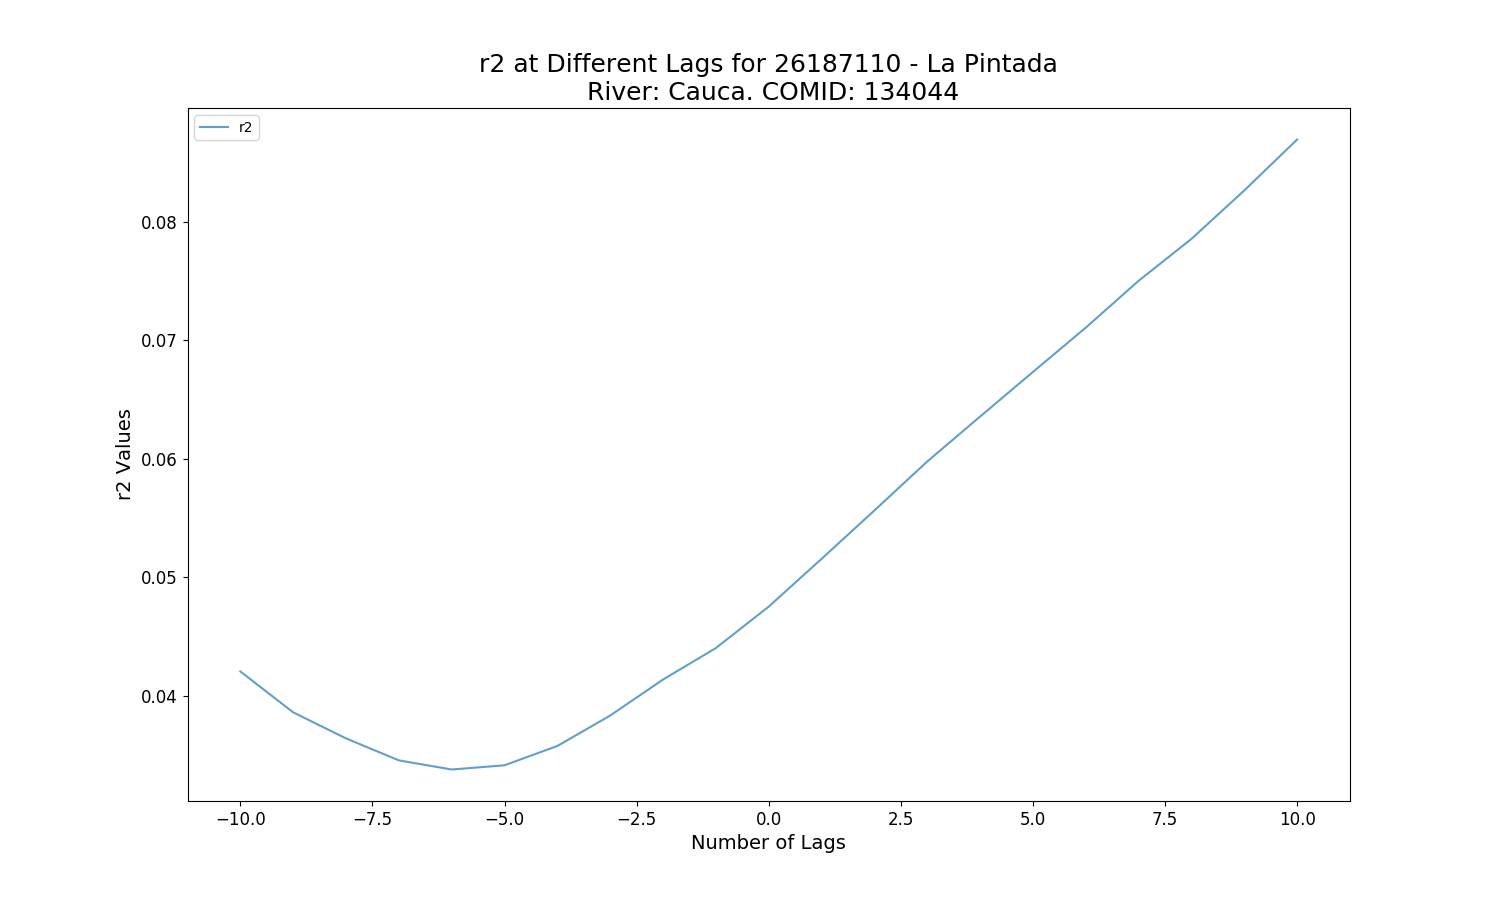 r2 at Different Lags for 26187110 - La Pintada
River: Cauca. COMID: 134044
r2
0.08
0.07
0.06
0.05
0.04
r2 Values
−10.0 −7.5 −5.0 −2.5 0.0 2.5 5.0 7.5 10.0
Number of Lags